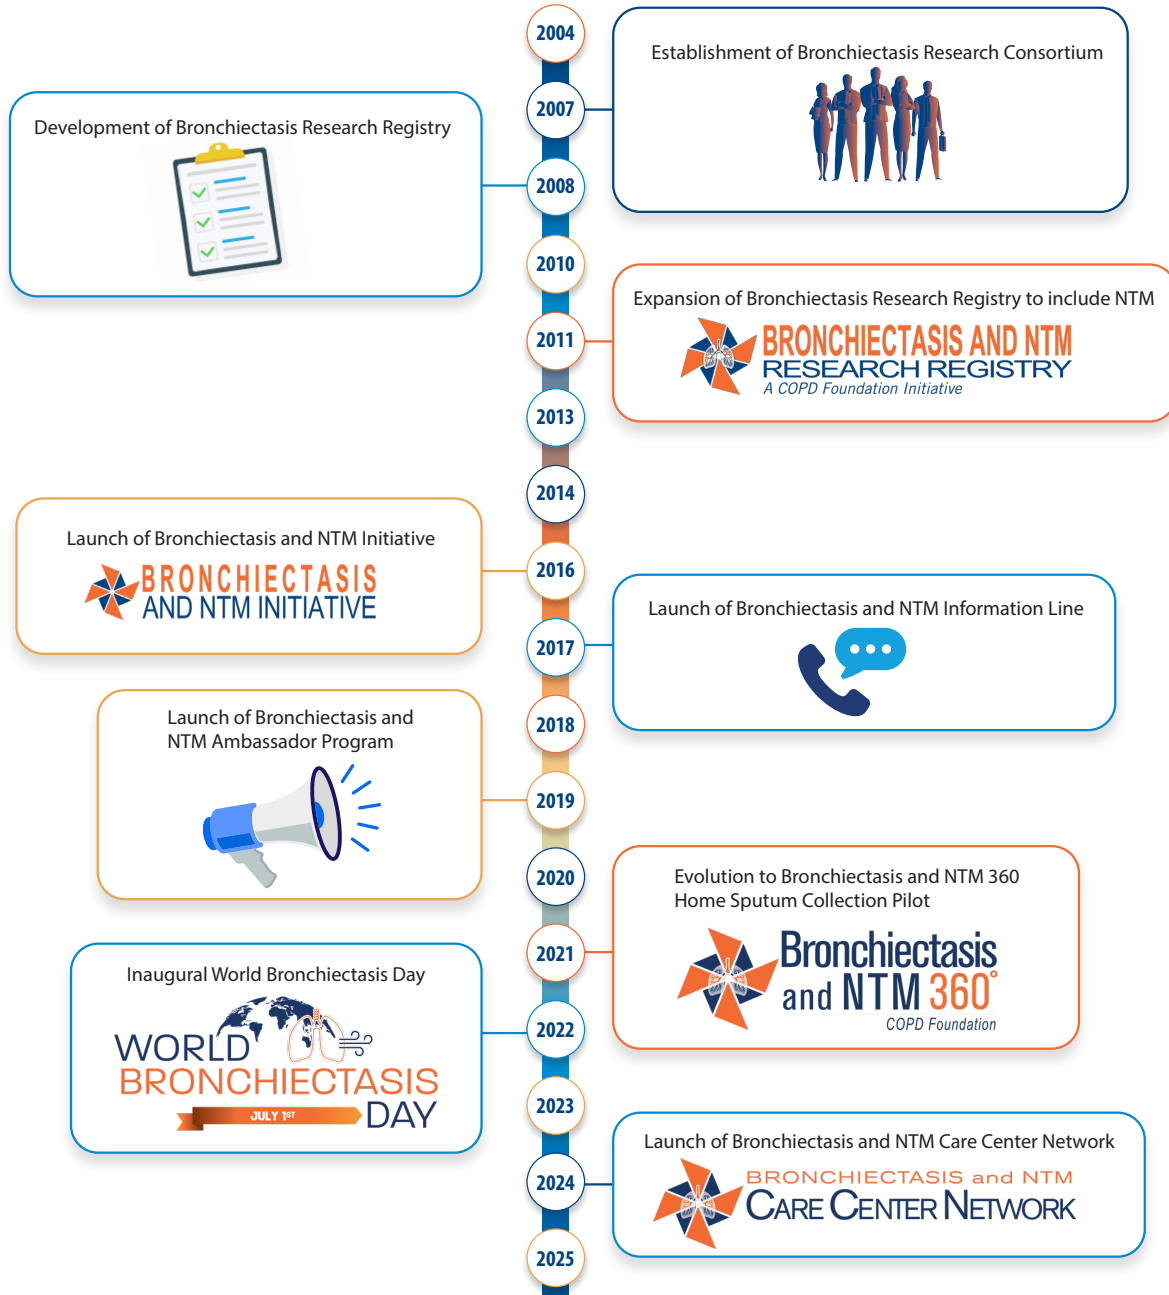 2004
Establishment of Bronchiectasis Research Consortium
2007
Development of Bronchiectasis Research Registry
2008
2010
Expansion of Bronchiectasis Research Registry to include NTM
BRONCHIECTASIS AND NTM
RESEARCH REGISTRY
A COPD Foundation Initiative
2011
2013
2014
Launch of Bronchiectasis and NTM Initiative
BRONCHIECTASIS
AND NTM INITIATIVE
2016
Launch of Bronchiectasis and NTM Information Line
2017
Launch of Bronchiectasis and
NTM Ambassador Program
2018
2019
2020
Evolution to Bronchiectasis and NTM 360
Home Sputum Collection Pilot
Bronchiectasis
and NTM 360°
COPD Foundation
2021
Inaugural World Bronchiectasis Day
WORLD
BRONCHIECTASIS
JULY 1ST
DAY
2022
2023
Launch of Bronchiectasis and NTM Care Center Network
BRONCHIECTASIS and NTM
CARE CENTER NETWORK
2024
2025